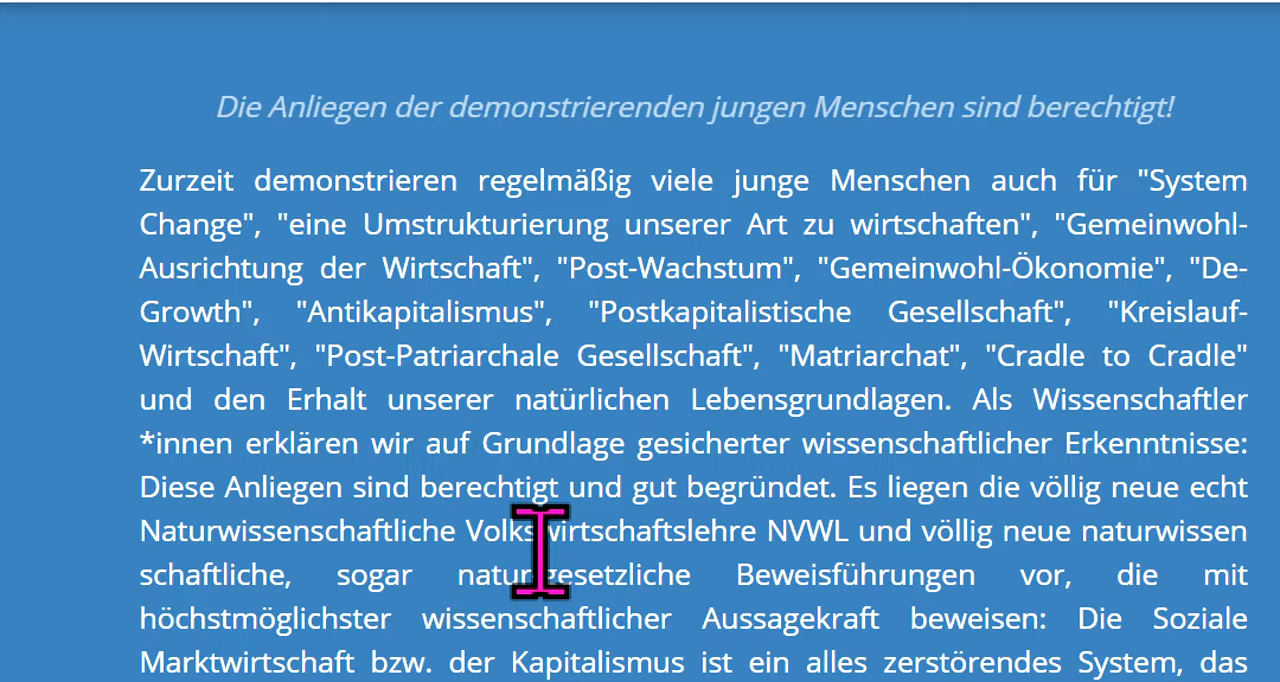 Die Anliegen der demonstrierenden jungen Menschen sind berechtigt!
Zurzeit demonstrieren regelmäßig viele junge Menschen auch für "System
Change", "eine Umstrukturierung unserer Art zu wirtschaften", "Gemeinwohl-
Ausrichtung der Wirtschaft", "Post-Wachstum", "Gemeinwohl-Ökonomie", "De-
Growth", "Antikapitalismus", "Postkapitalistische Gesellschaft", "Kreislauf-
Wirtschaft", "Post-Patriarchale Gesellschaft", "Matriarchat", "Cradle to Cradle"
und den Erhalt unserer natürlichen Lebensgrundlagen. Als Wissenschaftler
*innen erklären wir auf Grundlage gesicherter wissenschaftlicher Erkenntnisse:
Diese Anliegen sind berechtigt und gut begründet. Es liegen die völlig neue echt
Naturwissenschaftliche Volkswirtschaftslehre NVWL und völlig neue naturwissen
schaftliche, sogar naturgesetzliche Beweisführungen vor, die mit
höchstmöglichster wissenschaftlicher Aussagekraft beweisen: Die Soziale
Marktwirtschaft bzw. der Kapitalismus ist ein alles zerstörendes System, das